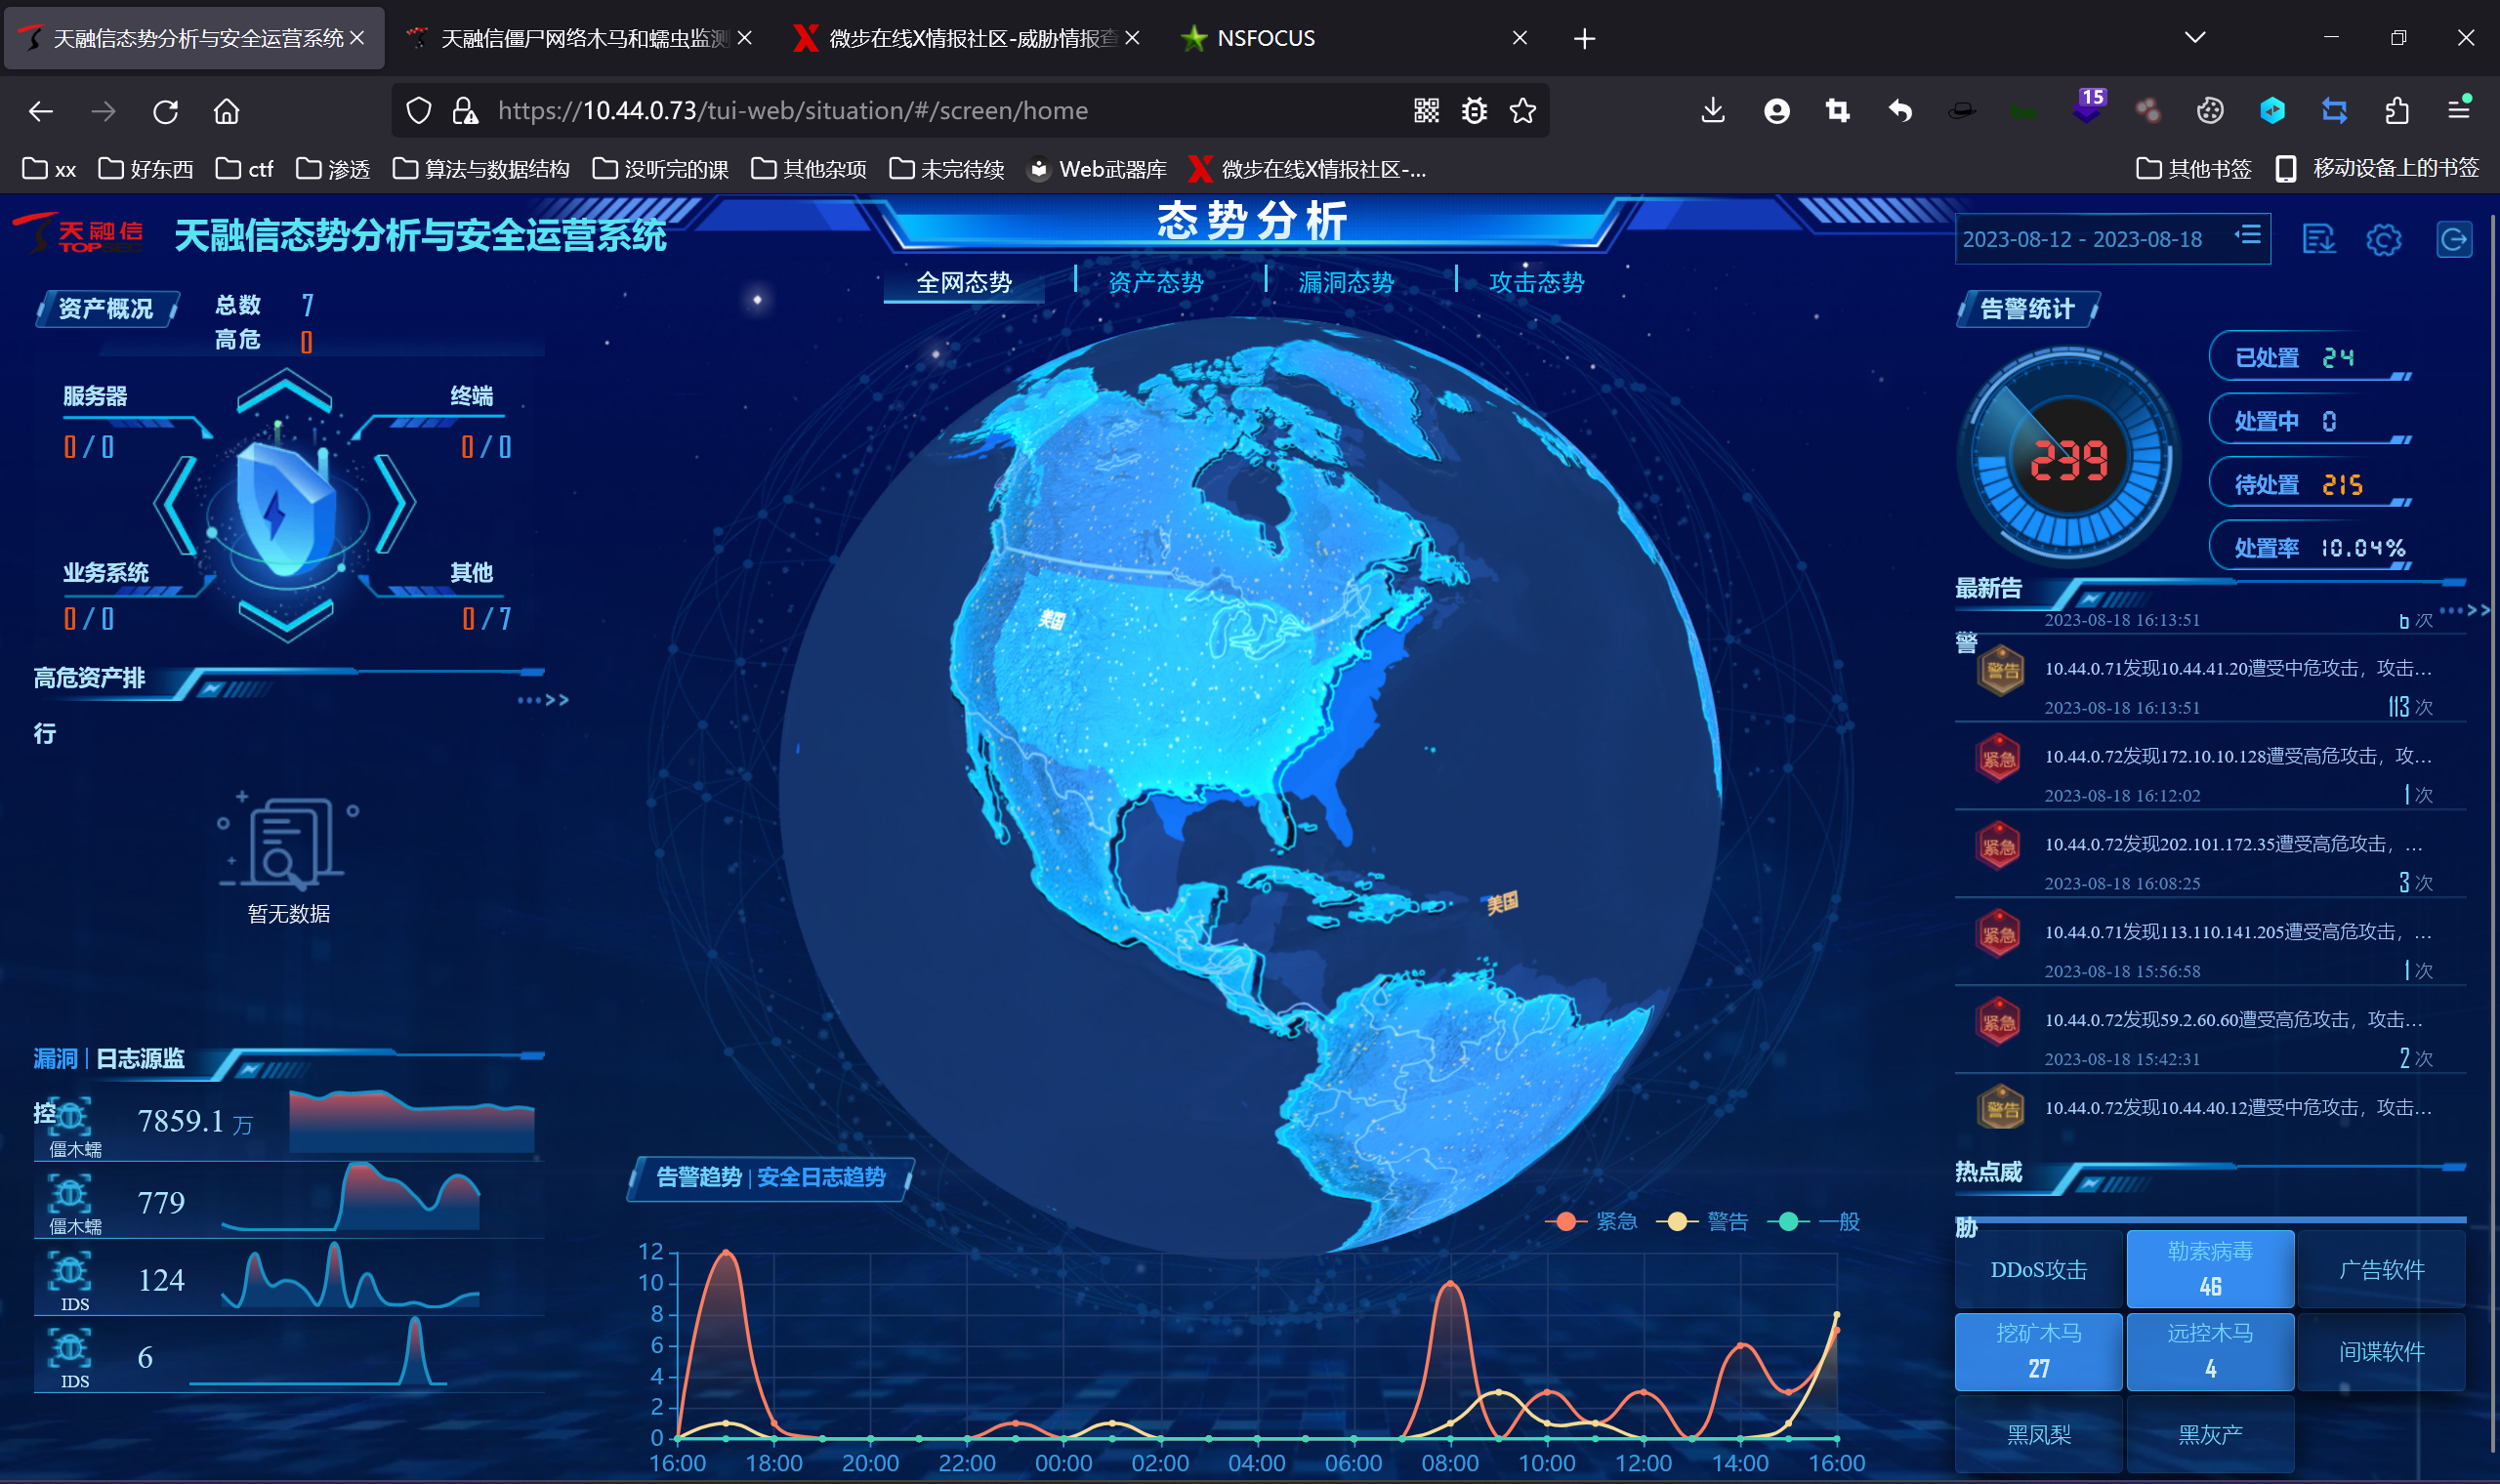 天融信态势分析与安全运营系统
天融信僵尸网络木马和蠕虫监测
微步在线X情报社区-威胁情报查
NSFOCUS
https://10.44.0.73/tui-web/situation/#/screen/home
15
xx
好东西
ctf
渗透
算法与数据结构
没听完的课
其他杂项
未完待续
Web武器库
微步在线X情报社区-...
其他书签
移动设备上的书签
天融信
TOPSEC
天融信态势分析与安全运营系统
态势分析
2023-08-12 - 2023-08-18
全网态势
资产态势
漏洞态势
攻击态势
资产概况
总数 7
高危 0
服务器
0/0
终端
0/0
业务系统
0/0
其他
0/7
高危资产排
行
暂无数据
漏洞 | 日志源监
控
僵木蠕
7859.1 万
僵木蠕
779
IDS
124
IDS
6
美国
美国
告警趋势 | 安全日志趋势
紧急
警告
一般
12
10
8
6
4
2
0
16:00
18:00
20:00
22:00
00:00
02:00
04:00
06:00
08:00
10:00
12:00
14:00
16:00
告警统计
239
已处置 24
处置中 0
待处置 215
处置率 10.04%
最新告
警
2023-08-18 16:13:51
次
警告
10.44.0.71发现10.44.41.20遭受中危攻击，攻击...
2023-08-18 16:13:51
113 次
紧急
10.44.0.72发现172.10.10.128遭受高危攻击，攻...
2023-08-18 16:12:02
1 次
紧急
10.44.0.72发现202.101.172.35遭受高危攻击，...
2023-08-18 16:08:25
3 次
紧急
10.44.0.71发现113.110.141.205遭受高危攻击，...
2023-08-18 15:56:58
1 次
紧急
10.44.0.72发现59.2.60.60遭受高危攻击，攻击...
2023-08-18 15:42:31
2 次
警告
10.44.0.72发现10.44.40.12遭受中危攻击，攻击...
热点威
胁
DDoS攻击
勒索病毒
46
广告软件
挖矿木马
27
远控木马
4
间谍软件
黑凤梨
黑灰产